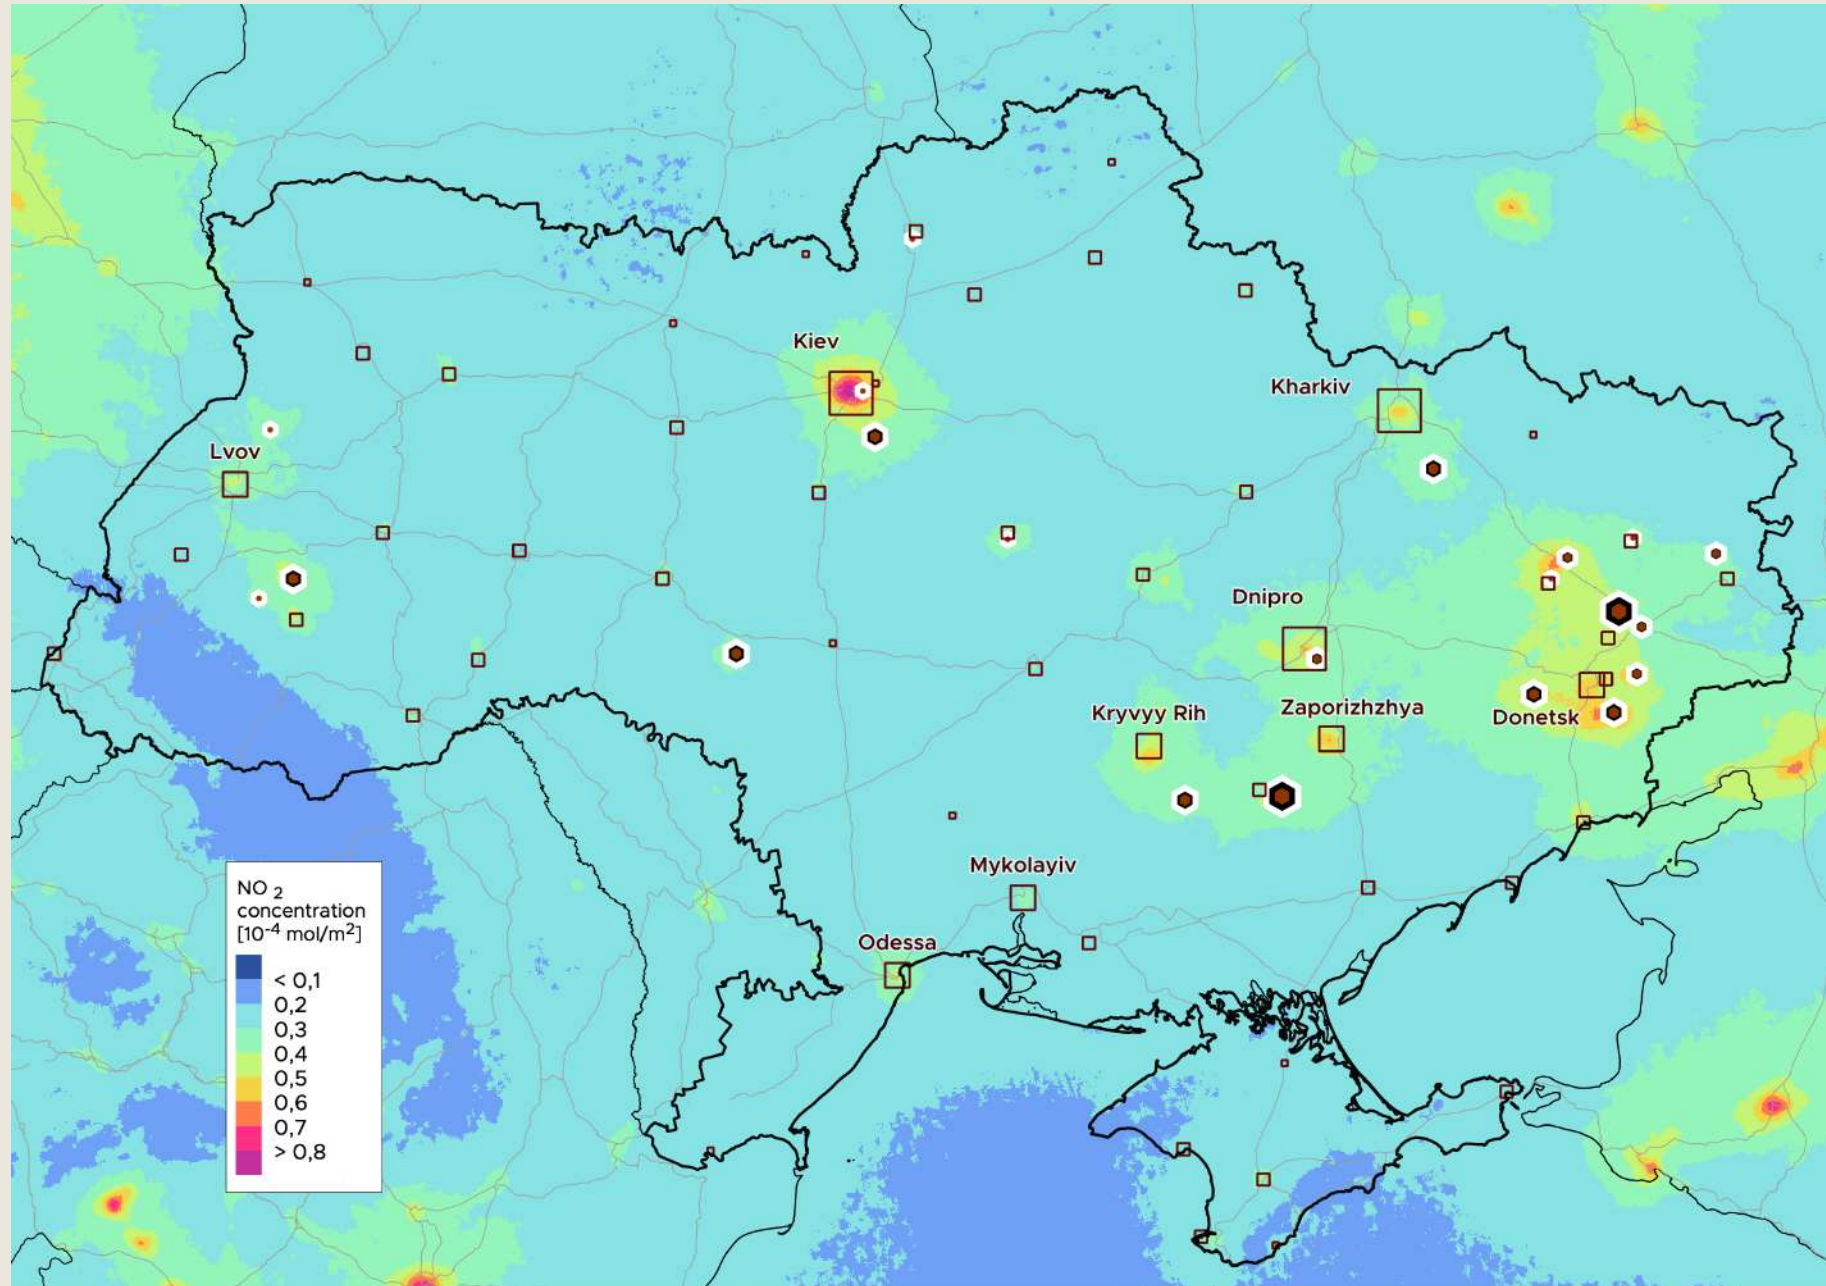 Kiev
Kharkiv
Lvov
Dnipro
Kryvyy Rih
Zaporizhzhya
Donetsk
Mykolayiv
Odessa
NO 2
concentration
[10-4 mol/m2]
< 0,1
0,2
0,3
0,4
0,5
0,6
0,7
> 0,8